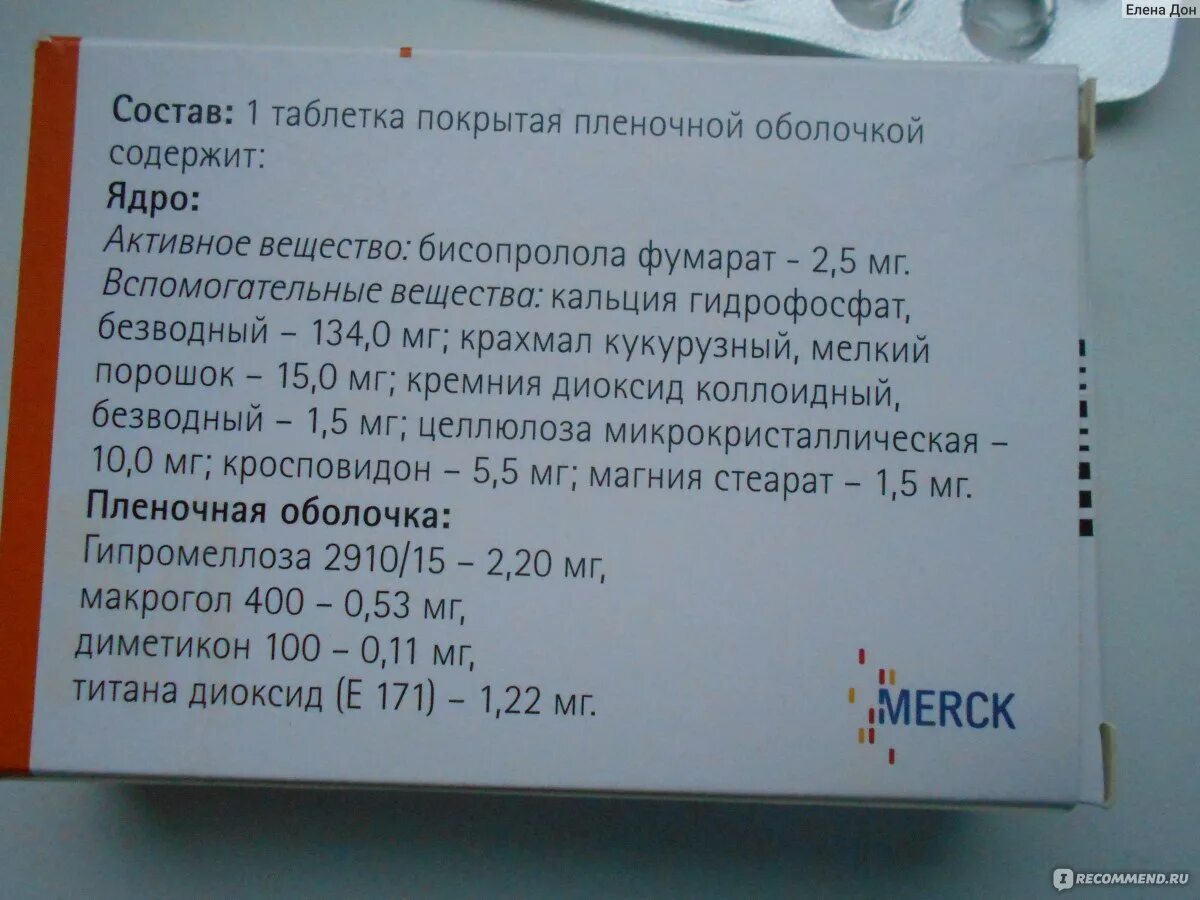 Елена Дон
Состав: 1 таблетка покрытая пленочной оболочкой
содержит:
Ядро:
Активное вещество: бисопролола фумарат - 2,5 мг.
Вспомогательные вещества: кальция гидрофосфат,
безводный – 134,0 мг; крахмал кукурузный, мелкий
порошок – 15,0 мг; кремния диоксид коллоидный,
безводный – 1,5 мг; целлюлоза микрокристаллическая –
10,0 мг; кросповидон – 5,5 мг; магния стеарат – 1,5 мг.
Пленочная оболочка:
Гипромеллоза 2910/15 – 2,20 мг,
макрогол 400 – 0,53 мг,
диметикон 100 – 0,11 мг,
титана диоксид (Е 171) – 1,22 мг.
MERCK
IRECOMMEND.RU